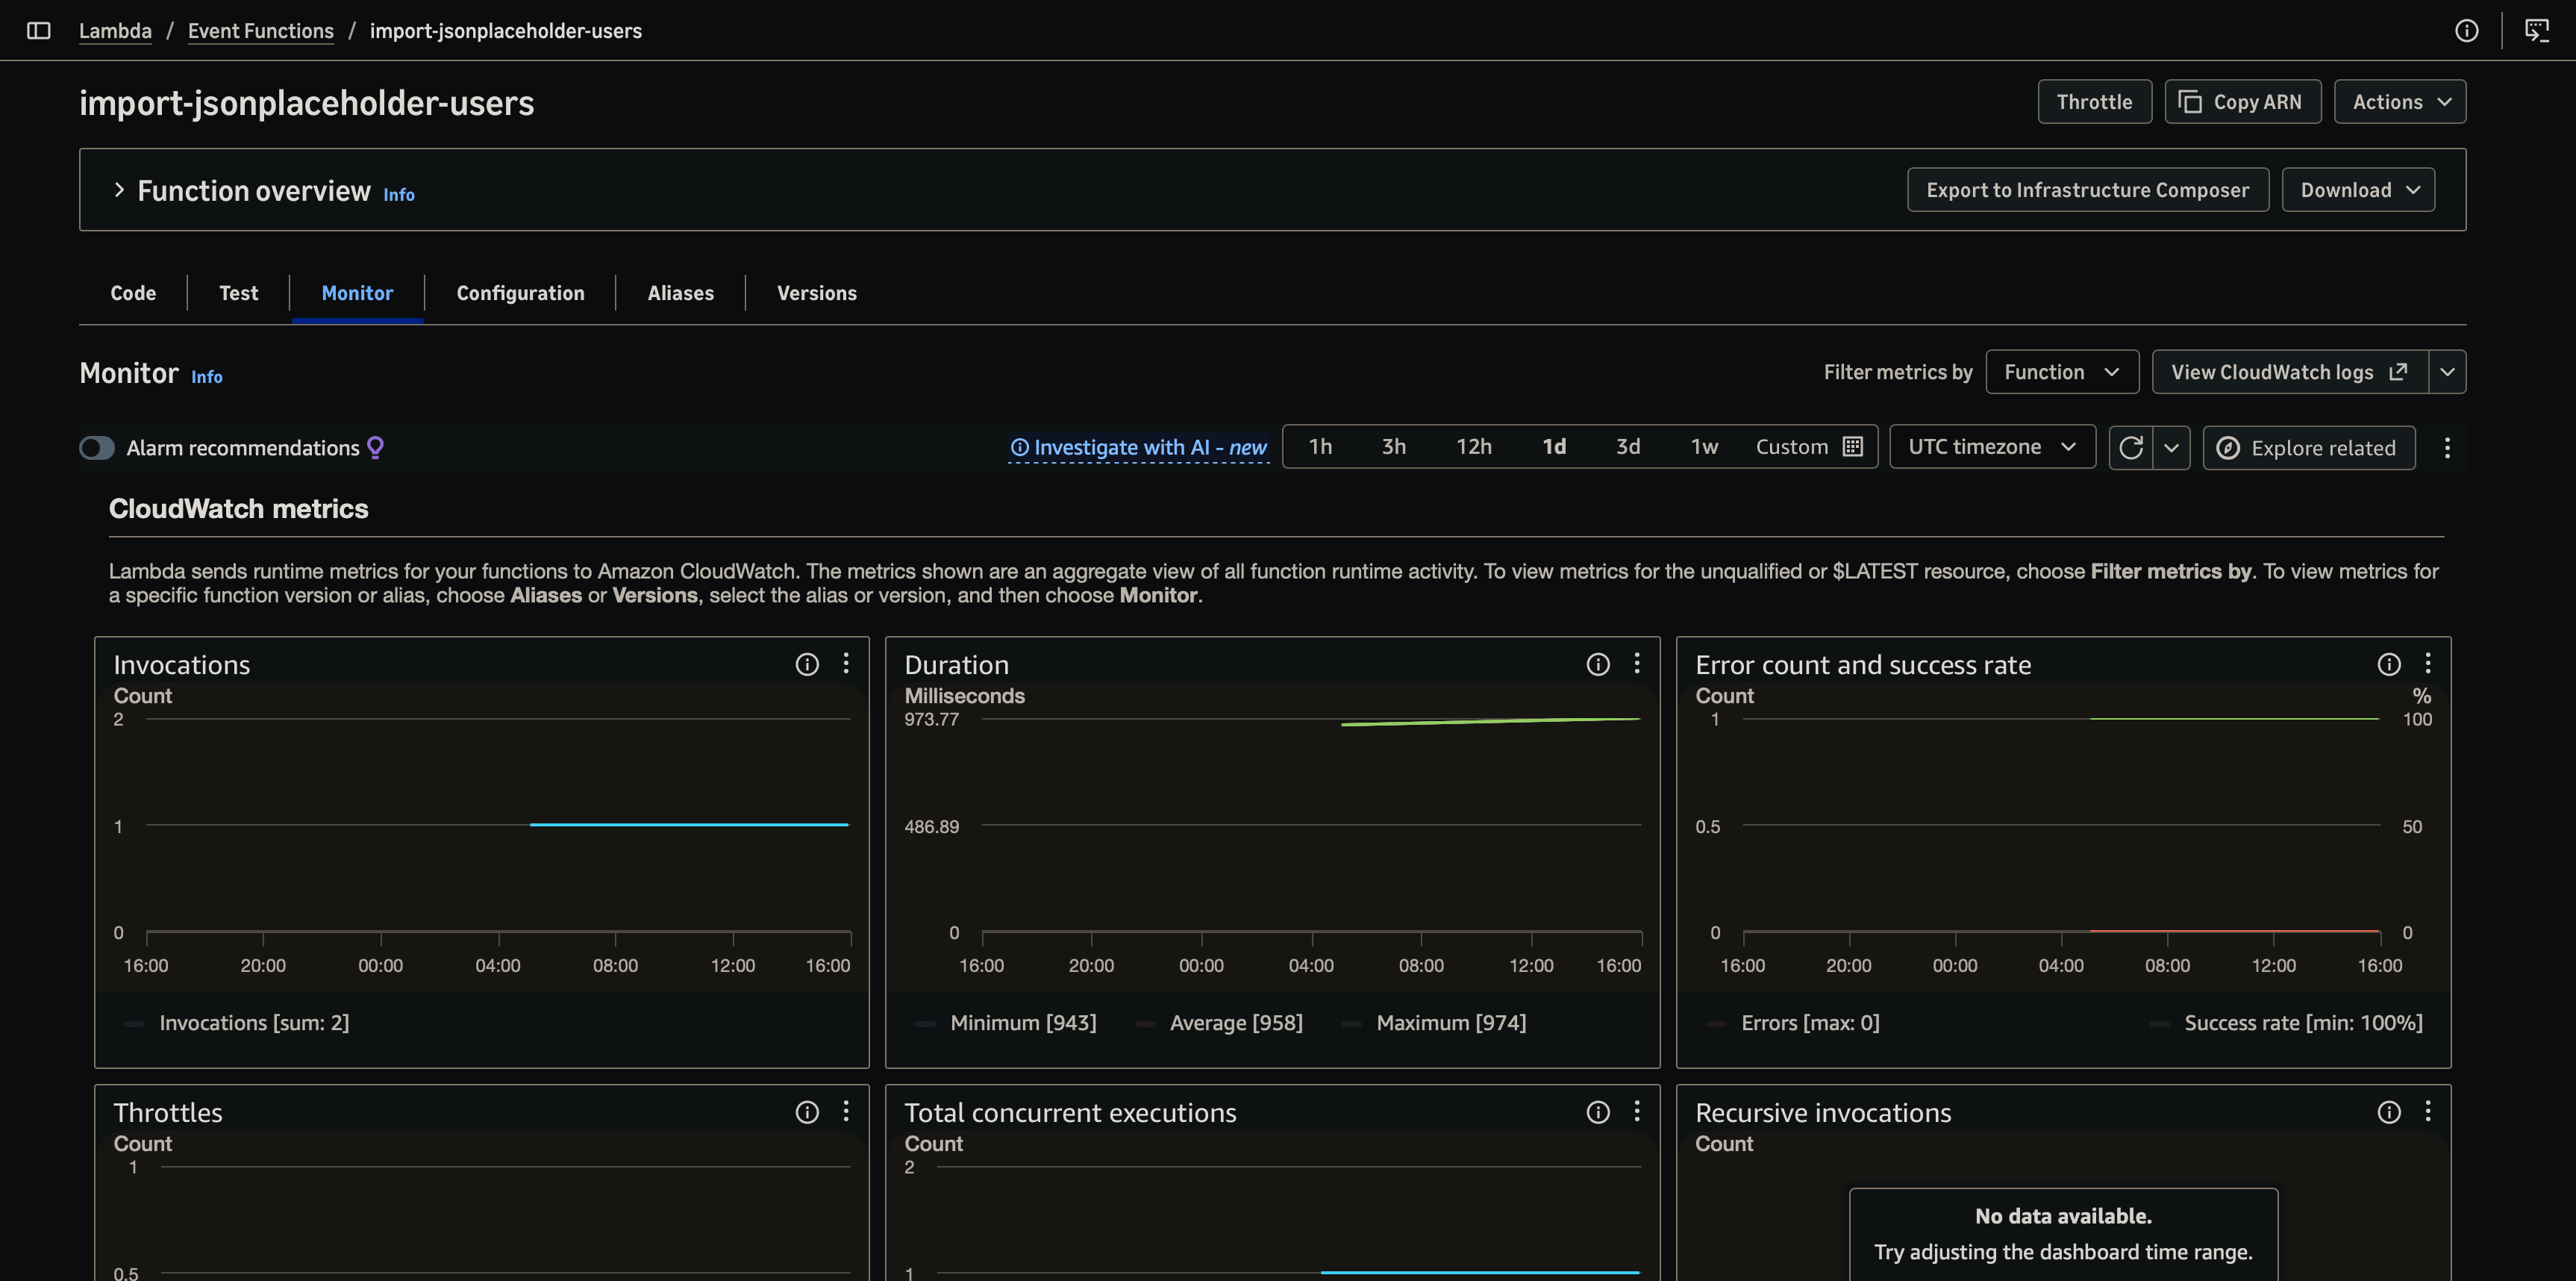 Lambda / Event Functions / import-jsonplaceholder-users
import-jsonplaceholder-users
Throttle
Copy ARN
Actions
Function overview Info
Export to Infrastructure Composer
Download
Code
Test
Monitor
Configuration
Aliases
Versions
Monitor Info
Filter metrics by
Function
View CloudWatch logs
Alarm recommendations
Investigate with AI - new
1h 3h 12h 1d 3d 1w Custom
UTC timezone
Explore related
CloudWatch metrics
Lambda sends runtime metrics for your functions to Amazon CloudWatch. The metrics shown are an aggregate view of all function runtime activity. To view metrics for the unqualified or $LATEST resource, choose Filter metrics by. To view metrics for
a specific function version or alias, choose Aliases or Versions, select the alias or version, and then choose Monitor.
Invocations
Count
2
1
0
16:00 20:00 00:00 04:00 08:00 12:00 16:00
Invocations [sum: 2]
Duration
Milliseconds
973.77
486.89
0
16:00 20:00 00:00 04:00 08:00 12:00 16:00
Minimum [943] Average [958] Maximum [974]
Error count and success rate
Count %
1 100
0.5 50
0 0
16:00 20:00 00:00 04:00 08:00 12:00 16:00
Errors [max: 0] Success rate [min: 100%]
Throttles
Count
1
0.5
Total concurrent executions
Count
2
1
Recursive invocations
Count
No data available.
Try adjusting the dashboard time range.